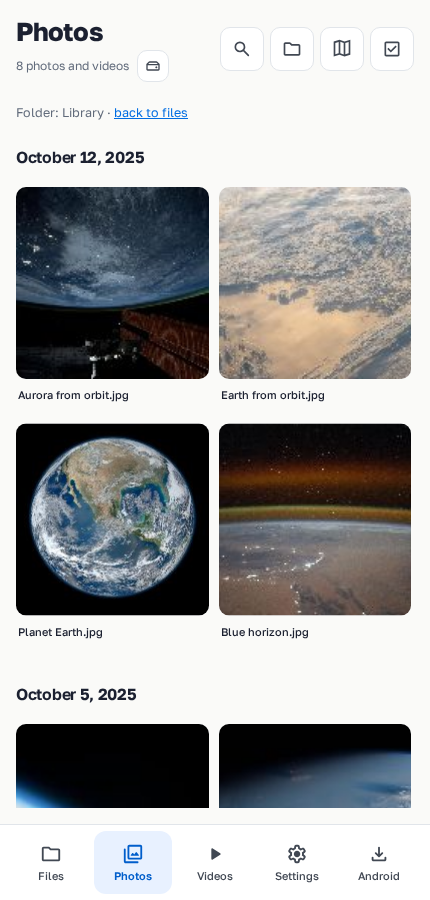 Photos
8 photos and videos
Folder: Library · back to files
October 12, 2025
Aurora from orbit.jpg
Earth from orbit.jpg
Planet Earth.jpg
Blue horizon.jpg
October 5, 2025
Files
Photos
Videos
Settings
Android